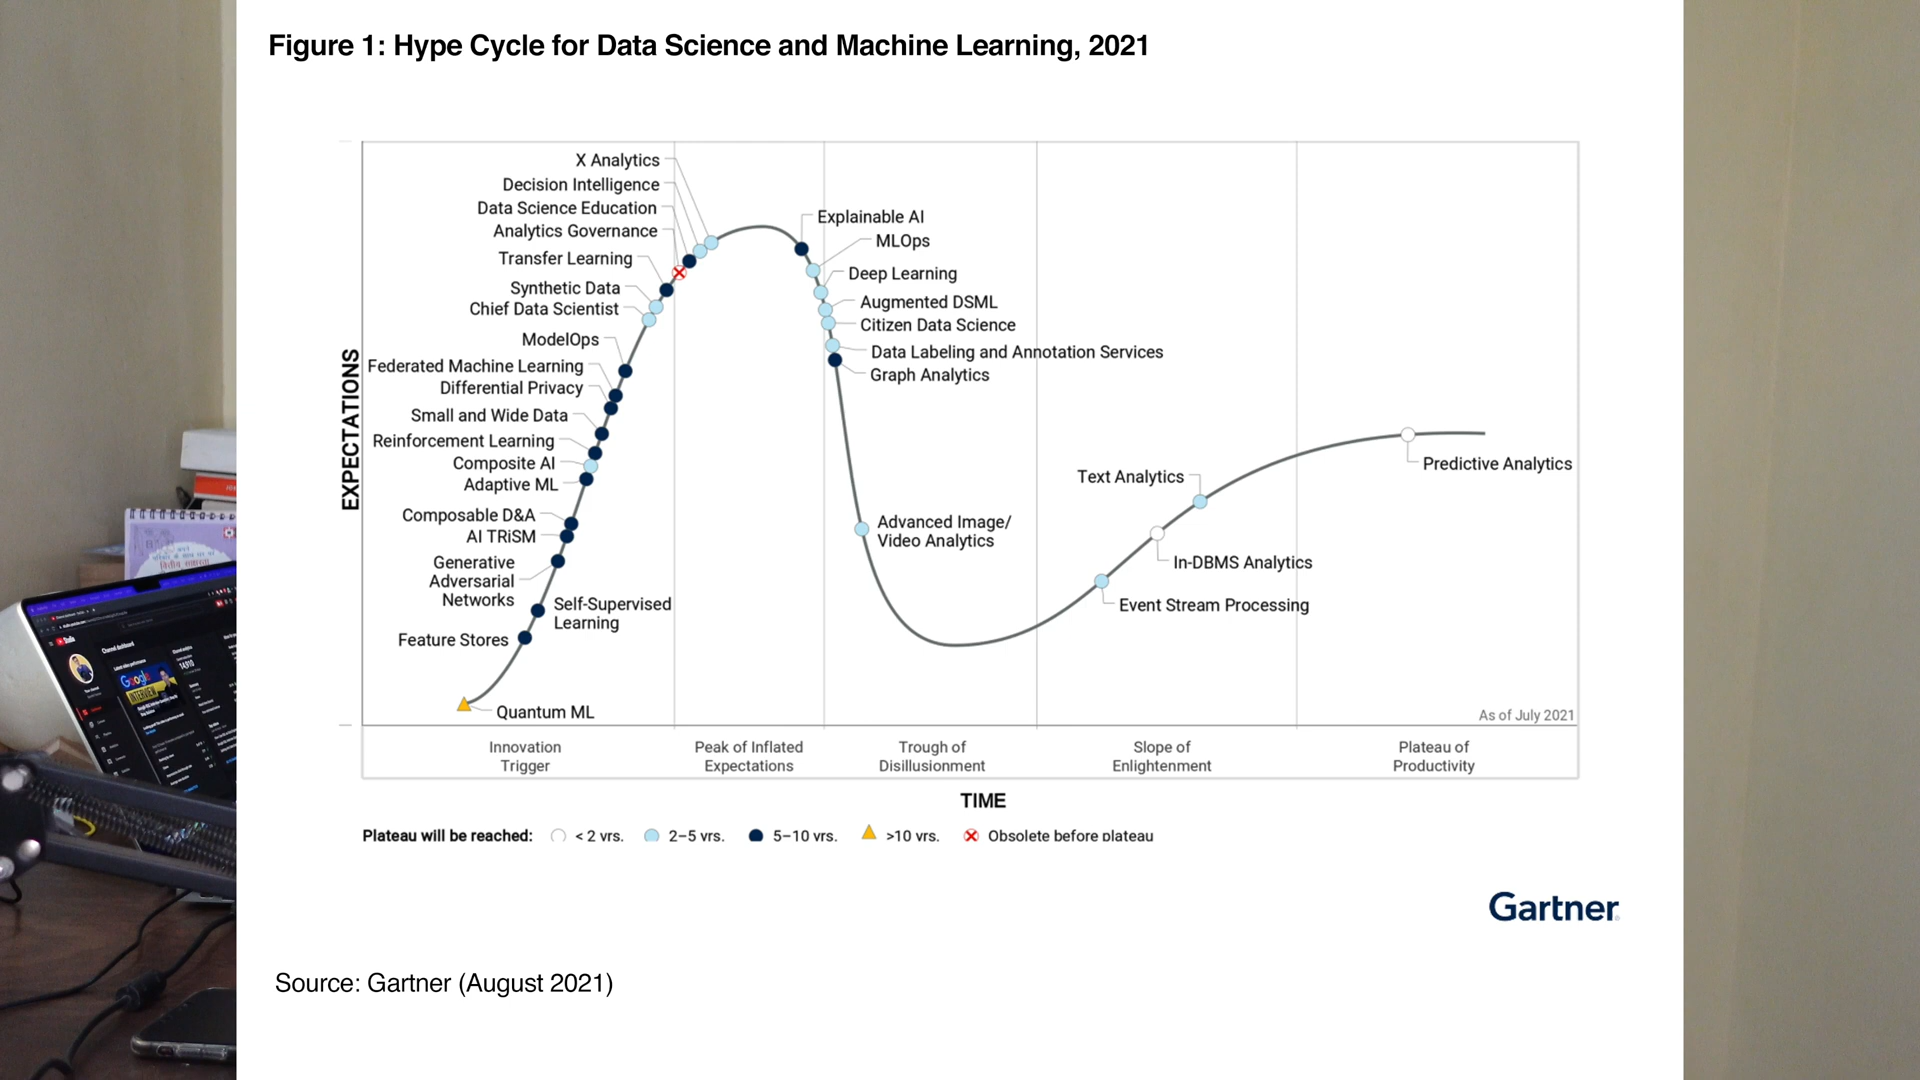 Figure 1: Hype Cycle for Data Science and Machine Learning, 2021
X Analytics
Decision Intelligence
Data Science Education
Analytics Governance
Transfer Learning
Synthetic Data
Chief Data Scientist
ModelOps
Federated Machine Learning
Differential Privacy
Small and Wide Data
Reinforcement Learning
Composite AI
Adaptive ML
Composable D&A
AI TRiSM
Generative
Adversarial
Networks
Self-Supervised
Learning
Feature Stores
Quantum ML
Explainable AI
MLOps
Deep Learning
Augmented DSML
Citizen Data Science
Data Labeling and Annotation Services
Graph Analytics
Advanced Image/
Video Analytics
Text Analytics
In-DBMS Analytics
Event Stream Processing
Predictive Analytics
EXPECTATIONS
As of July 2021
Innovation
Trigger
Peak of Inflated
Expectations
Trough of
Disillusionment
Slope of
Enlightenment
Plateau of
Productivity
TIME
Plateau will be reached: < 2 yrs. 2–5 yrs. 5–10 yrs. >10 yrs. Obsolete before plateau
Gartner
Source: Gartner (August 2021)
Channel dashboard
Google
INTERVIEW